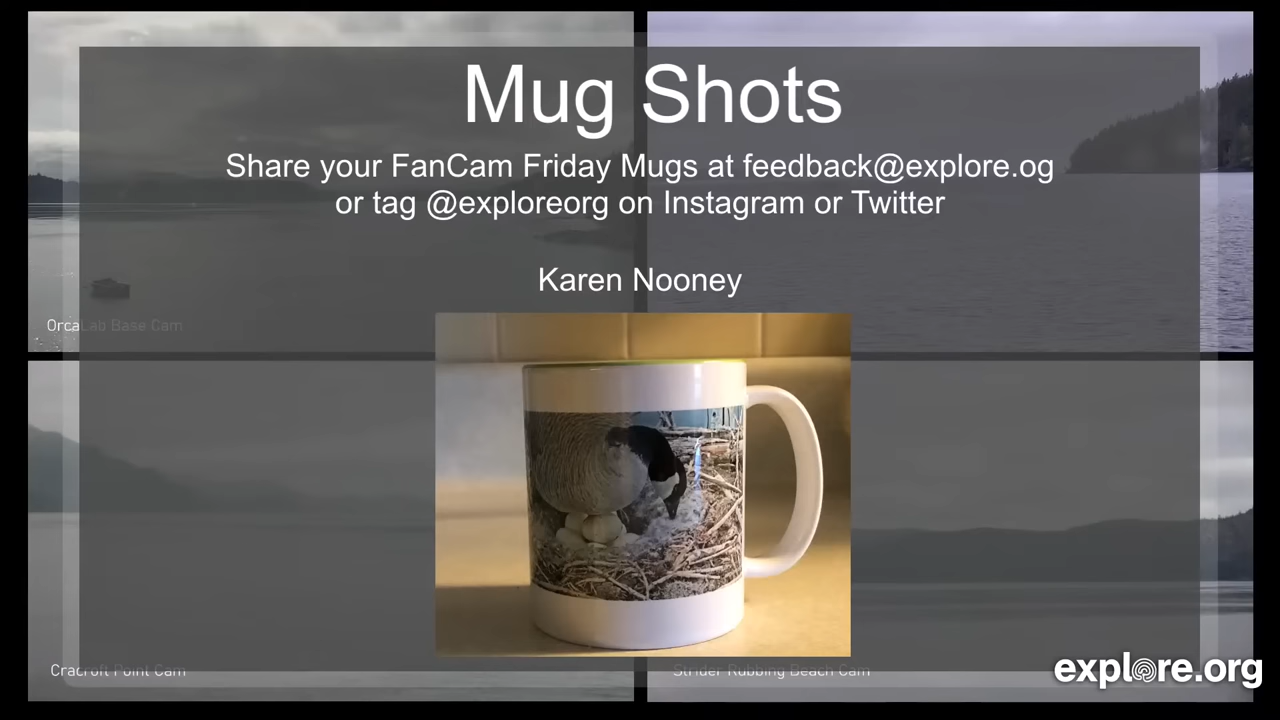 Mug Shots
Share your FanCam Friday Mugs at feedback@explore.og
or tag @exploreorg on Instagram or Twitter
Karen Nooney
OrcaLab Base Cam
Cracroft Point Cam
Strider Rubbing Beach Cam
explore.org